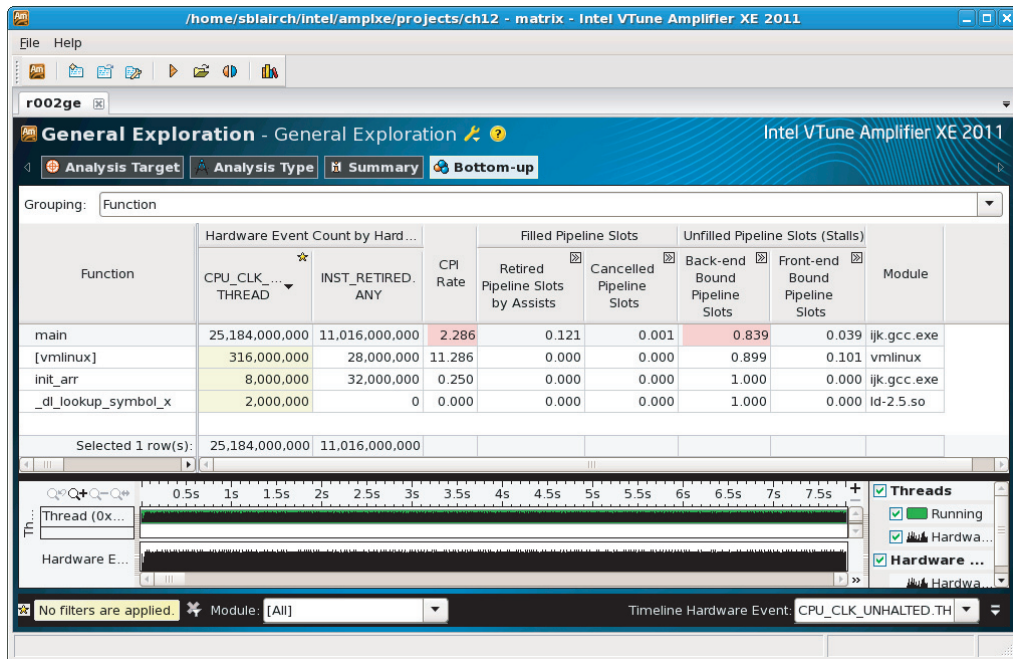 /home/sblairch/intel/amplxe/projects/ch12 - matrix - Intel VTune Amplifier XE 2011
File Help
r002ge
General Exploration - General Exploration ? Intel VTune Amplifier XE 2011
Analysis Target Analysis Type Summary Bottom-up
Grouping: Function
Hardware Event Count by Hard... Filled Pipeline Slots Unfilled Pipeline Slots (Stalls)
Function CPU_CLK_... THREAD INST_RETIRED. ANY CPI Rate Retired Pipeline Slots by Assists Cancelled Pipeline Slots Back-end Bound Pipeline Slots Front-end Bound Pipeline Slots Module
main 25,184,000,000 11,016,000,000 2.286 0.121 0.001 0.839 0.039 ijk.gcc.exe
[vmlinux] 316,000,000 28,000,000 11.286 0.000 0.000 0.899 0.101 vmlinux
init_arr 8,000,000 32,000,000 0.250 0.000 0.000 1.000 0.000 ijk.gcc.exe
_dl_lookup_symbol_x 2,000,000 0 0.000 0.000 0.000 1.000 0.000 ld-2.5.so
Selected 1 row(s): 25,184,000,000 11,016,000,000
0.5s 1s 1.5s 2s 2.5s 3s 3.5s 4s 4.5s 5s 5.5s 6s 6.5s 7s 7.5s Threads
Th... Thread (0x... Running
Hardwa...
Hardware E... Hardware ...
Hardwa...
No filters are applied. Module: [All] Timeline Hardware Event: CPU_CLK_UNHALTED.TH